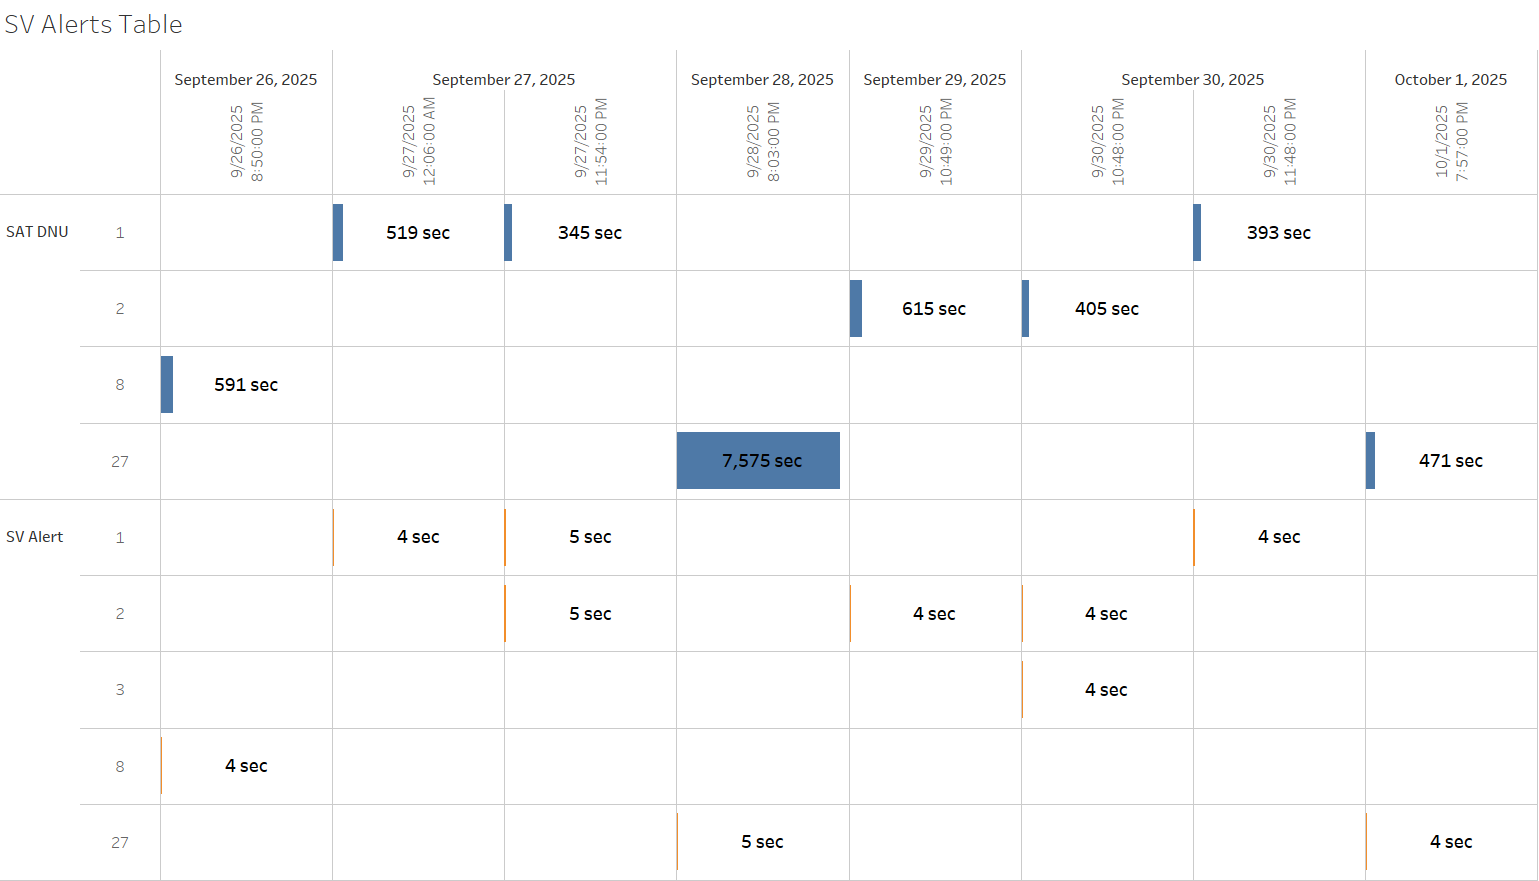 SV Alerts Table
September 26, 2025 September 27, 2025 September 28, 2025 September 29, 2025 September 30, 2025 October 1, 2025
9/26/2025
8:50:00 PM
9/27/2025
12:06:00 AM
9/27/2025
11:54:00 PM
9/28/2025
8:03:00 PM
9/29/2025
10:49:00 PM
9/30/2025
10:48:00 PM
9/30/2025
11:48:00 PM
10/1/2025
7:57:00 PM
SAT DNU 1 519 sec 345 sec 393 sec
2 615 sec 405 sec
8 591 sec
27 7,575 sec 471 sec
SV Alert 1 4 sec 5 sec 4 sec
2 5 sec 4 sec 4 sec
3 4 sec
8 4 sec
27 5 sec 4 sec